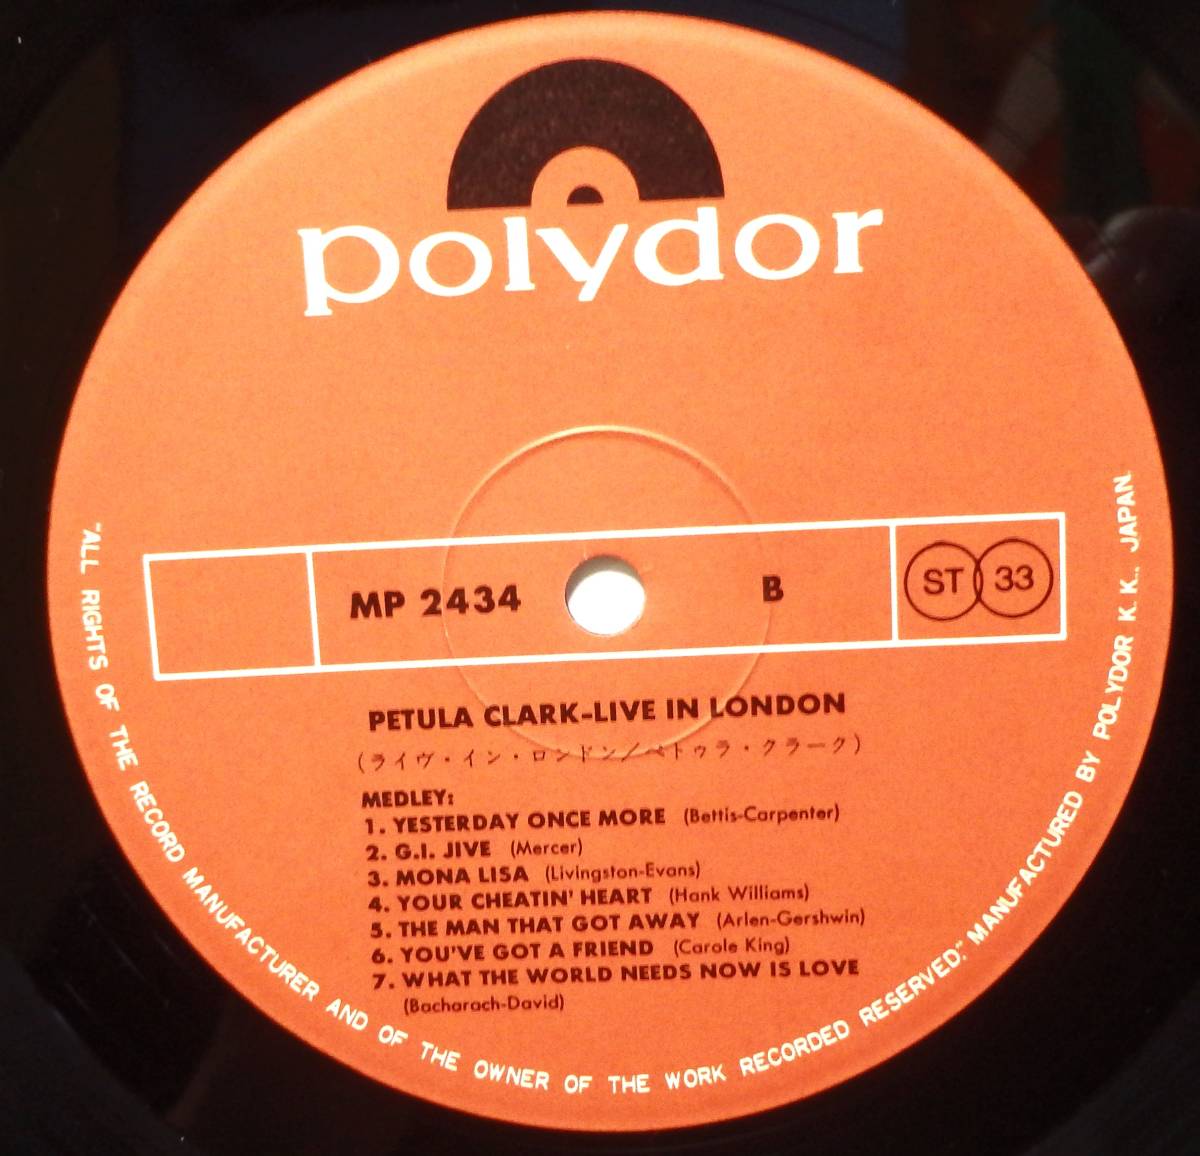 polydor
MP 2434 B ST 33
PETULA CLARK-LIVE IN LONDON
(ライヴ・イン・ロンドン/ペトゥラ・クラーク)
MEDLEY:
1. YESTERDAY ONCE MORE (Bettis-Carpenter)
2. G.I. JIVE (Mercer)
3. MONA LISA (Livingston-Evans)
4. YOUR CHEATIN' HEART (Hank Williams)
5. THE MAN THAT GOT AWAY (Arlen-Gershwin)
6. YOU'VE GOT A FRIEND (Carole King)
7. WHAT THE WORLD NEEDS NOW IS LOVE
(Bacharach-David)
"ALL RIGHTS OF THE RECORD MANUFACTURER AND OF THE OWNER OF THE WORK RECORDED RESERVED." MANUFACTURED BY POLYDOR K. K., JAPAN.